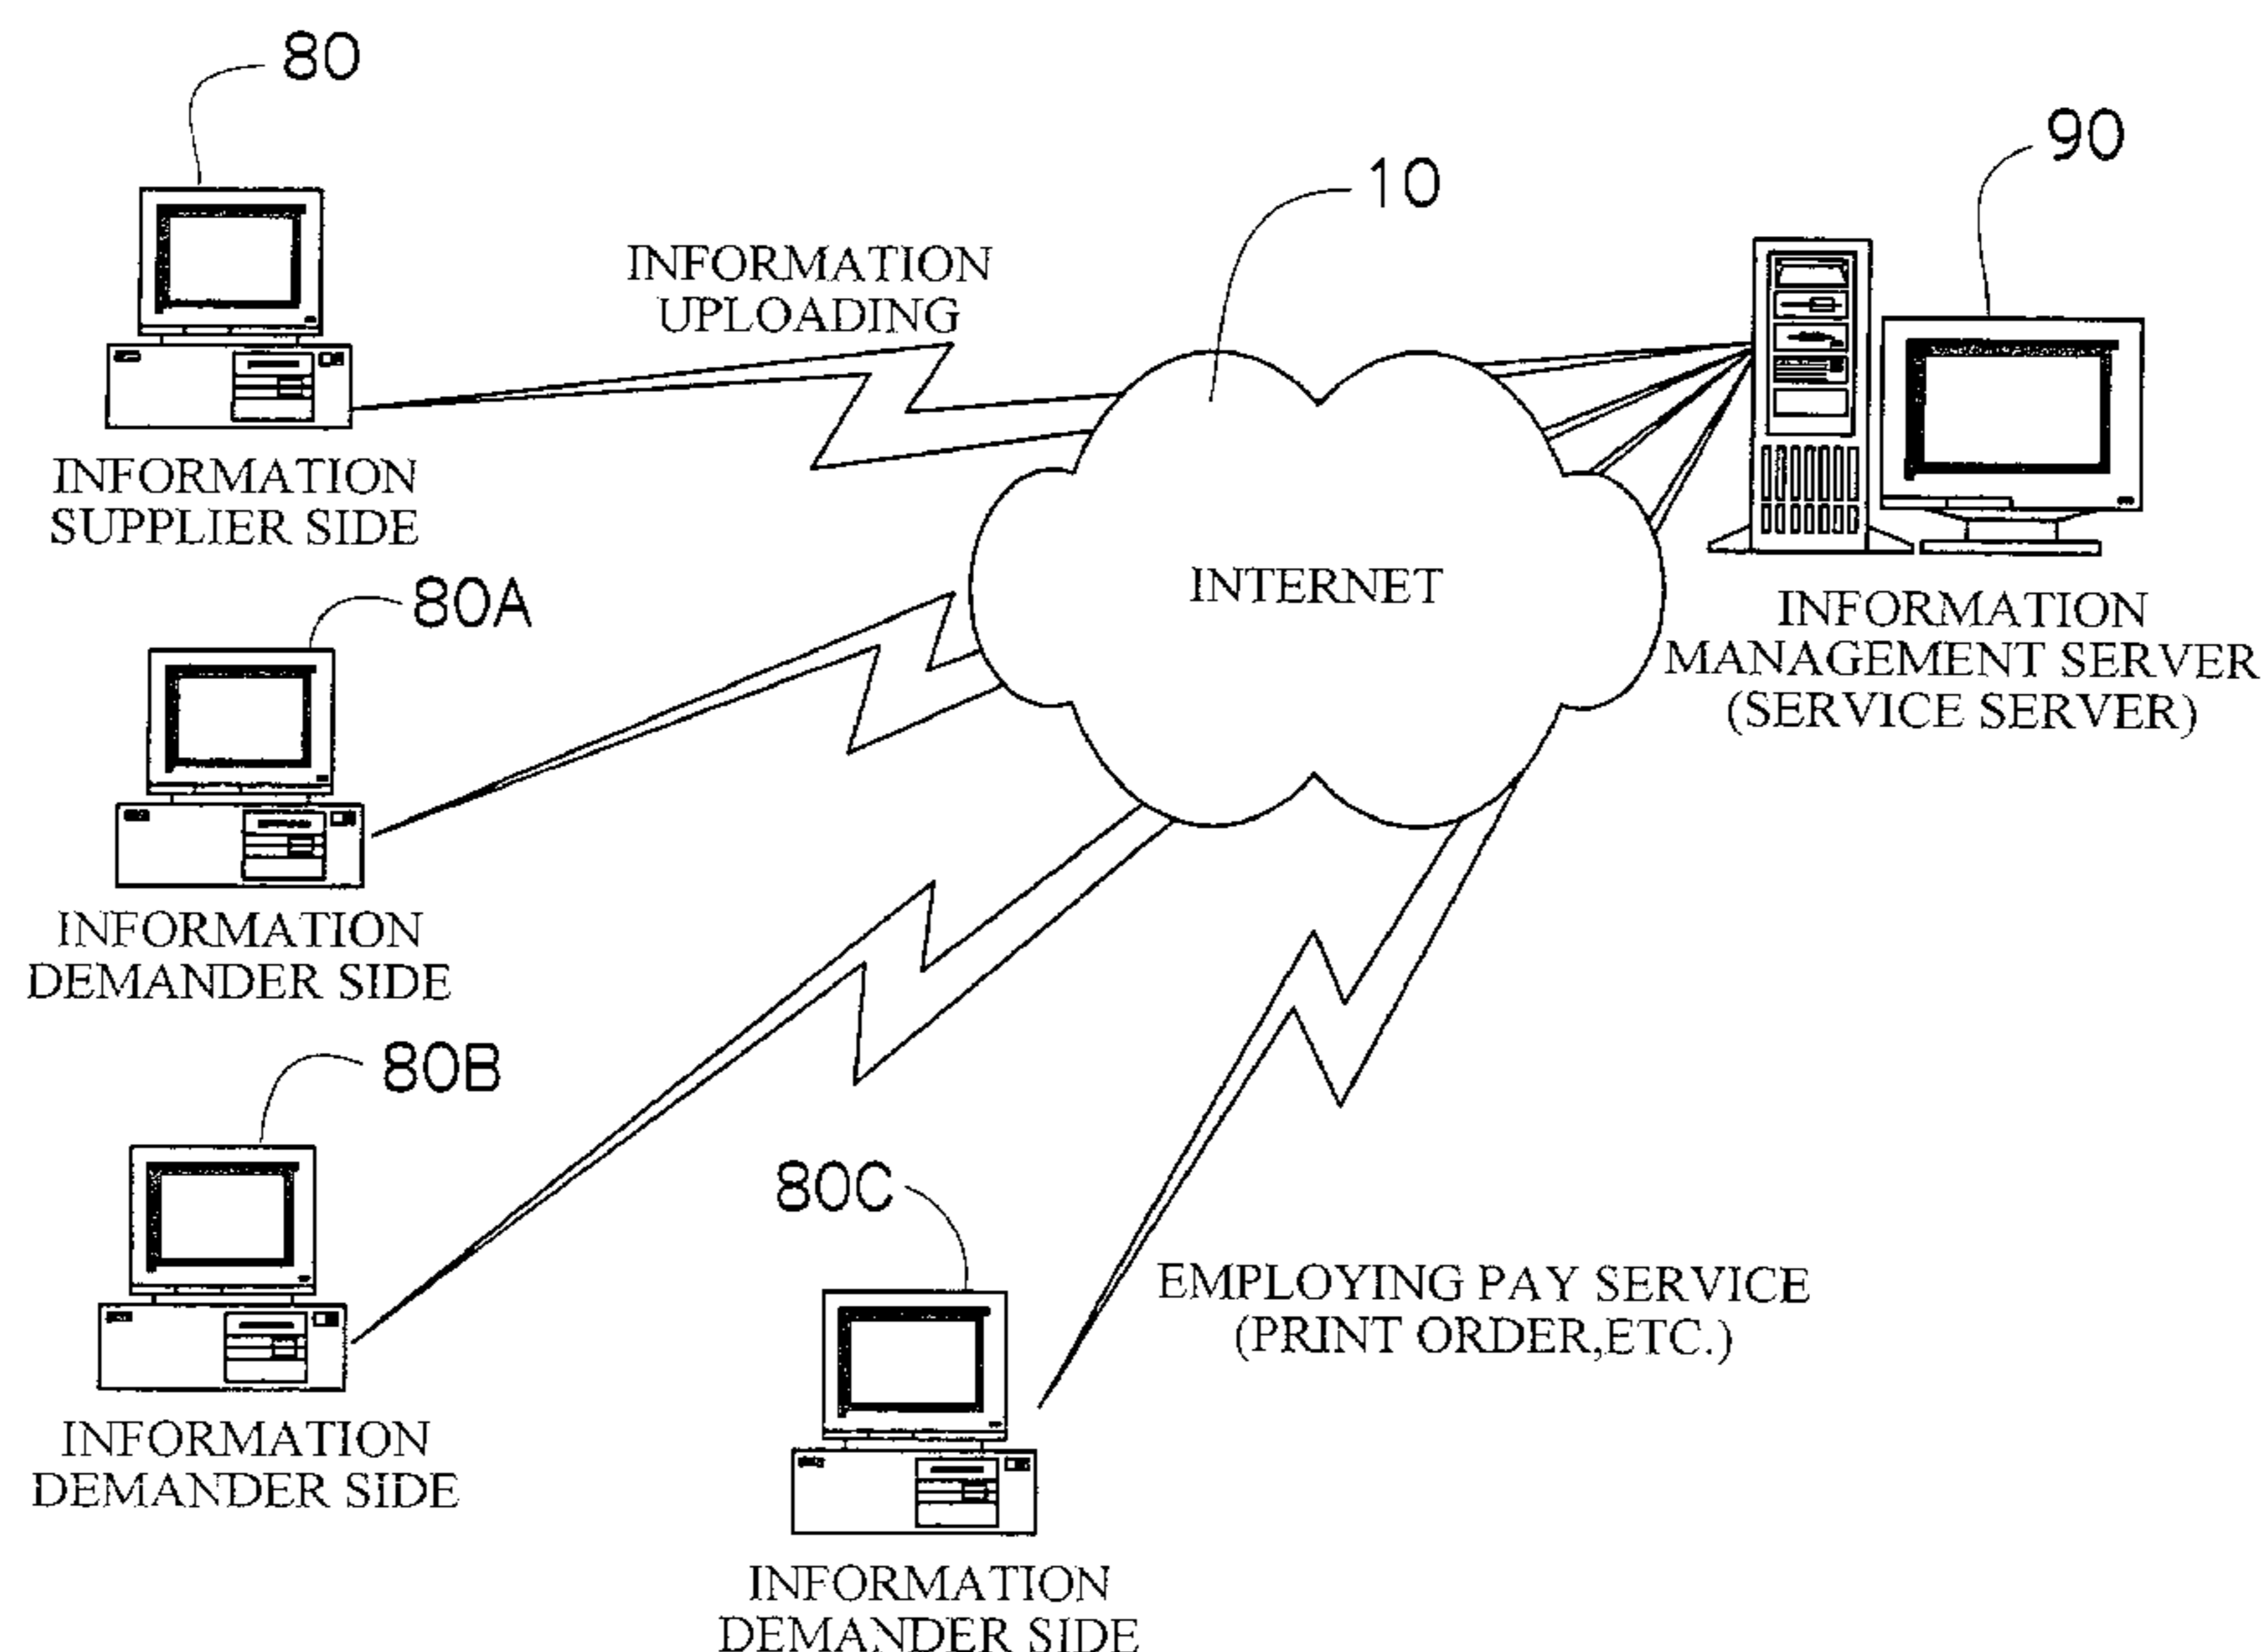 80
90
10
INFORMATION
UPLOADING
INFORMATION
SUPPLIER SIDE
INTERNET
INFORMATION
MANAGEMENT SERVER
(SERVICE SERVER)
80A
INFORMATION
DEMANDER SIDE
80B
INFORMATION
DEMANDER SIDE
80C
EMPLOYING PAY SERVICE
(PRINT ORDER,ETC.)
INFORMATION
DEMANDER SIDE